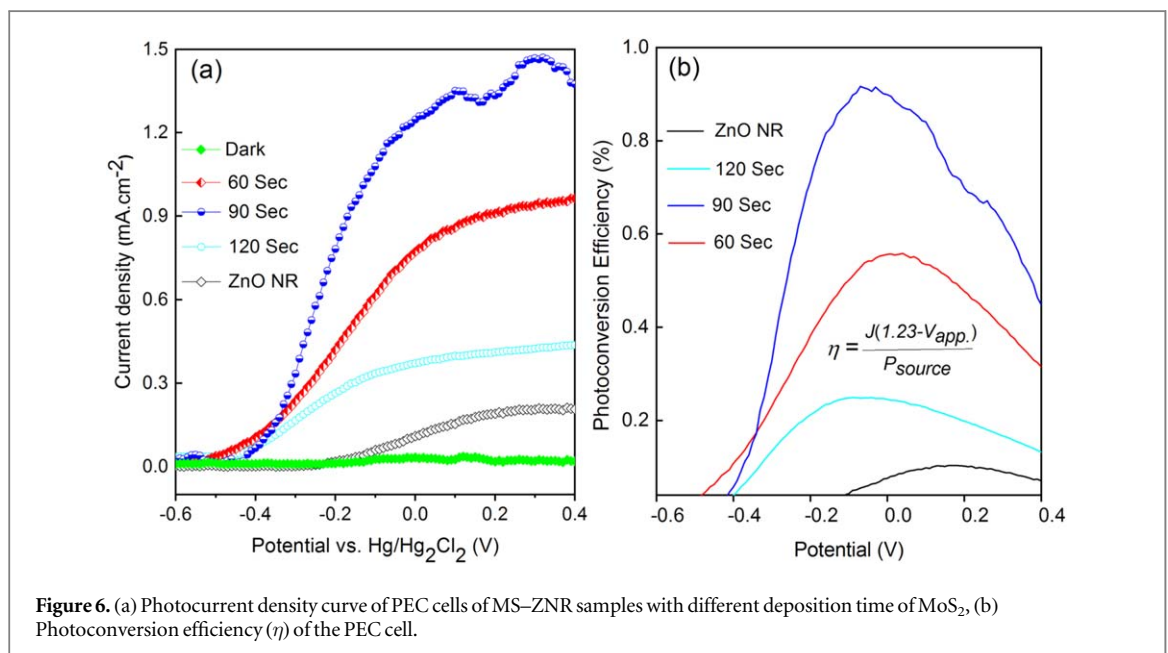 (a)
1.5
1.2
0.9
0.6
0.3
0.0
Current density (mA.cm-2)
Dark
60 Sec
90 Sec
120 Sec
ZnO NR
-0.6 -0.4 -0.2 0.0 0.2 0.4
Potential vs. Hg/Hg2Cl2 (V)
(b)
1.0
0.8
0.6
0.4
0.2
Photoconversion Efficiency (%)
ZnO NR
120 Sec
90 Sec
60 Sec
η = J(1.23-Vapp.)
Psource
-0.6 -0.4 -0.2 0.0 0.2 0.4
Potential (V)
Figure 6. (a) Photocurrent density curve of PEC cells of MS–ZNR samples with different deposition time of MoS2, (b)
Photoconversion efficiency (η) of the PEC cell.